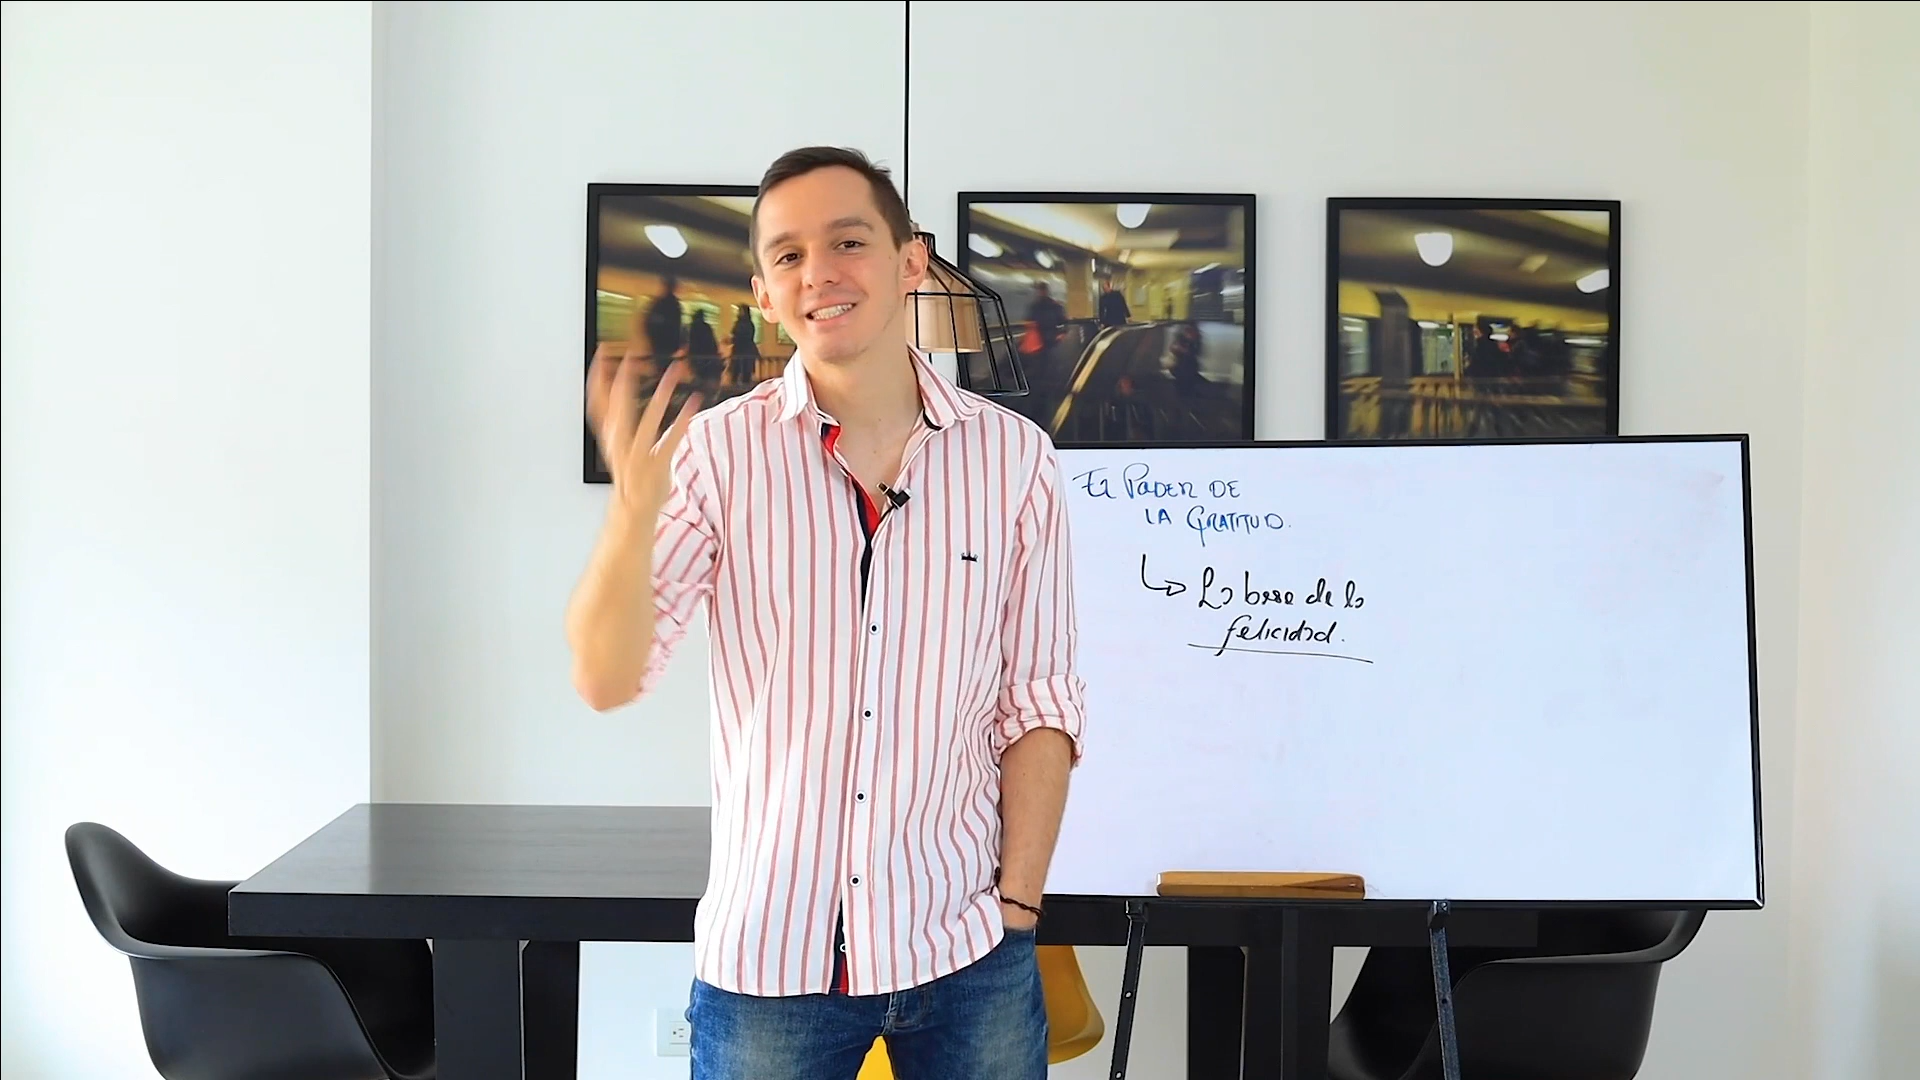 El Poder de
la Gratitud.
La base de la
felicidad.